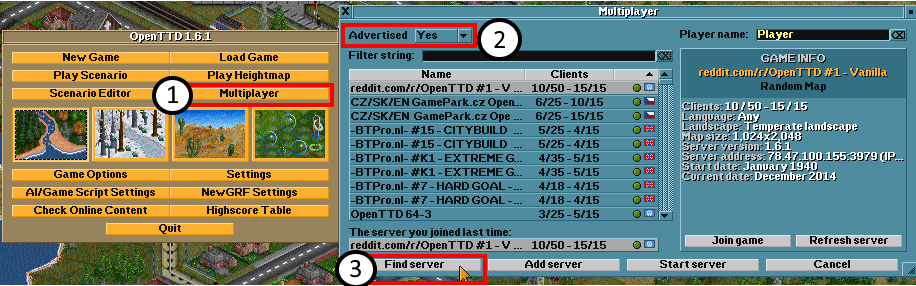 OpenTTD 1.6.1
New Game
Load Game
Play Scenario
Play Heightmap
Scenario Editor
1
Multiplayer
Game Options
Settings
AI/Game Script Settings
NewGRF Settings
Check Online Content
Highscore Table
Quit
Multiplayer
Advertised Yes
2
Player name: Player
Filter string:
Name Clients
reddit.com/r/OpenTTD #1 - V ... 10/50 - 15/15
CZ/SK/EN GamePark.cz Open... 6/25 - 10/15
CZ/SK/EN GamePark.cz Ope ... 6/25 - 15/15
-BTPro.nl- #15 - CITYBUILD ... 5/25 - 4/15
-BTPro.nl- #15 - CITYBUILD ... 5/25 - 4/15
-BTPro.nl- #K1 - EXTREME G... 4/35 - 5/15
-BTPro.nl- #K1 - EXTREME G... 4/35 - 5/15
-BTPro.nl- #7 - HARD GOAL -... 4/18 - 4/15
-BTPro.nl- #7 - HARD GOAL -... 4/18 - 4/15
OpenTTD 64-3 3/25 - 5/15
The server you joined last time:
reddit.com/r/OpenTTD #1 - V ... 10/50 - 15/15
GAME INFO
reddit.com/r/OpenTTD #1 - Vanilla
Random Map
Clients: 10 / 50 - 15 / 15
Language: Any
Landscape: Temperate landscape
Map size: 1,024x2,048
Server version: 1.6.1
Server address: 78.47.100.155:3979 (IP...
Start date: January 1940
Current date: December 2014
Join game
Refresh server
3
Find server
Add server
Start server
Cancel